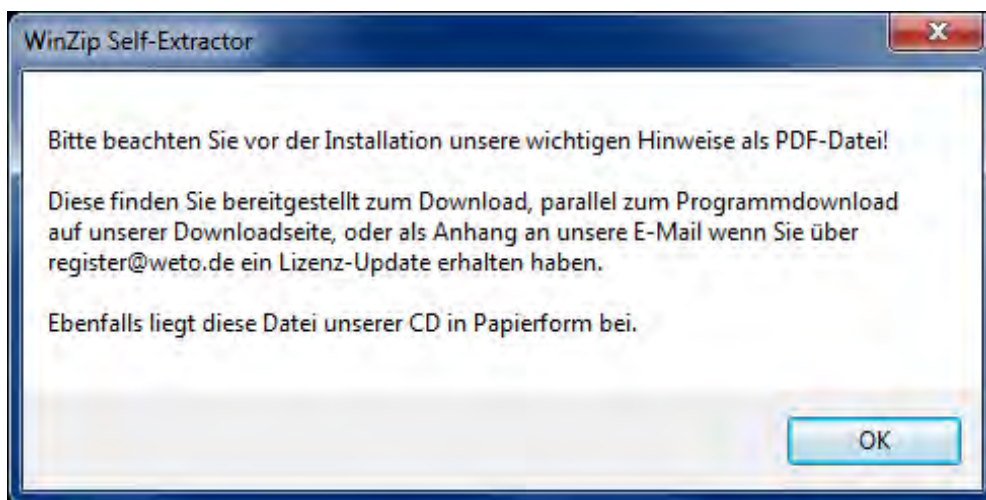 WinZip Self-Extractor
Bitte beachten Sie vor der Installation unsere wichtigen Hinweise als PDF-Datei!
Diese finden Sie bereitgestellt zum Download, parallel zum Programmdownload
auf unserer Downloadseite, oder als Anhang an unsere E-Mail wenn Sie über
register@weto.de ein Lizenz-Update erhalten haben.
Ebenfalls liegt diese Datei unserer CD in Papierform bei.
OK